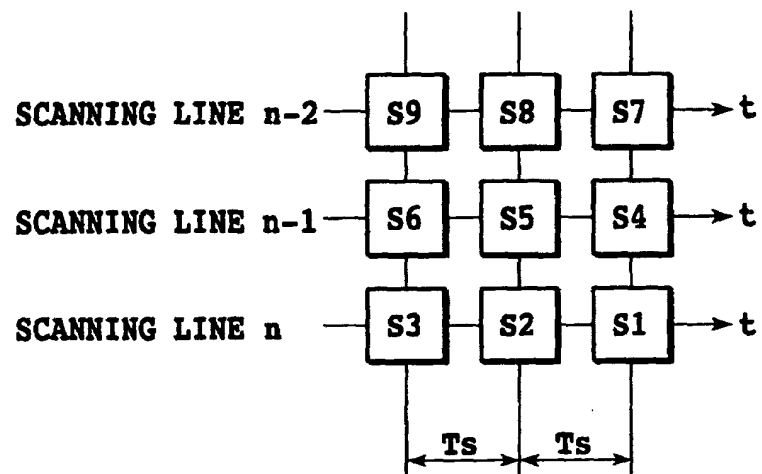 SCANNING LINE n-2 S9 S8 S7 t
SCANNING LINE n-1 S6 S5 S4 t
SCANNING LINE n S3 S2 S1 t
Ts Ts